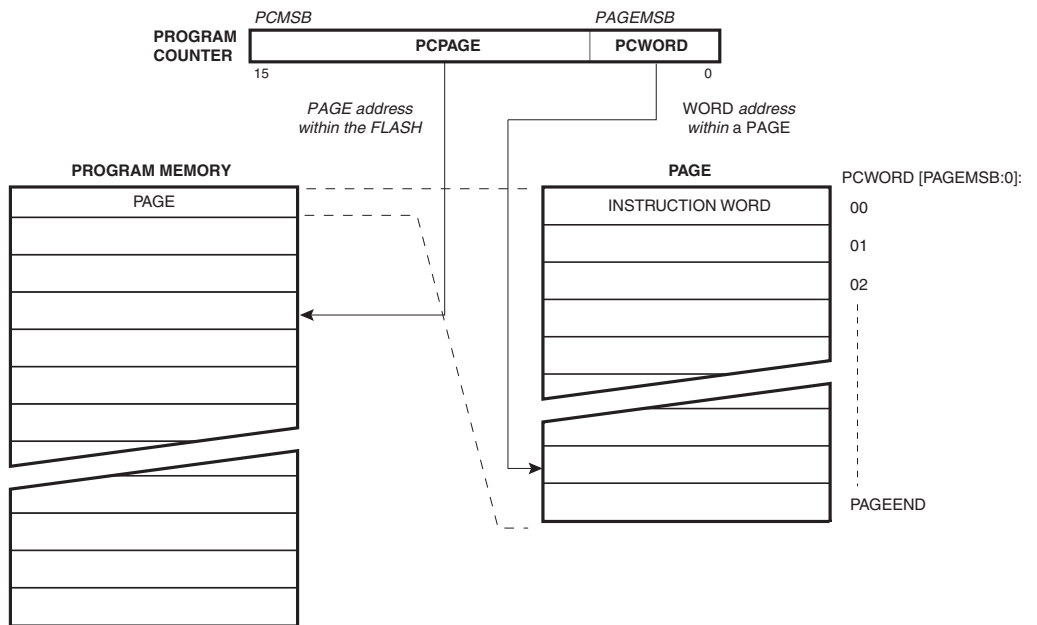 PCMSB
PAGEMSB
PROGRAM
COUNTER
PCPAGE
PCWORD
15
0
PAGE address
within the FLASH
WORD address
within a PAGE
PROGRAM MEMORY
PAGE
PCWORD [PAGEMSB:0]:
PAGE
INSTRUCTION WORD
00
01
02
PAGEEND